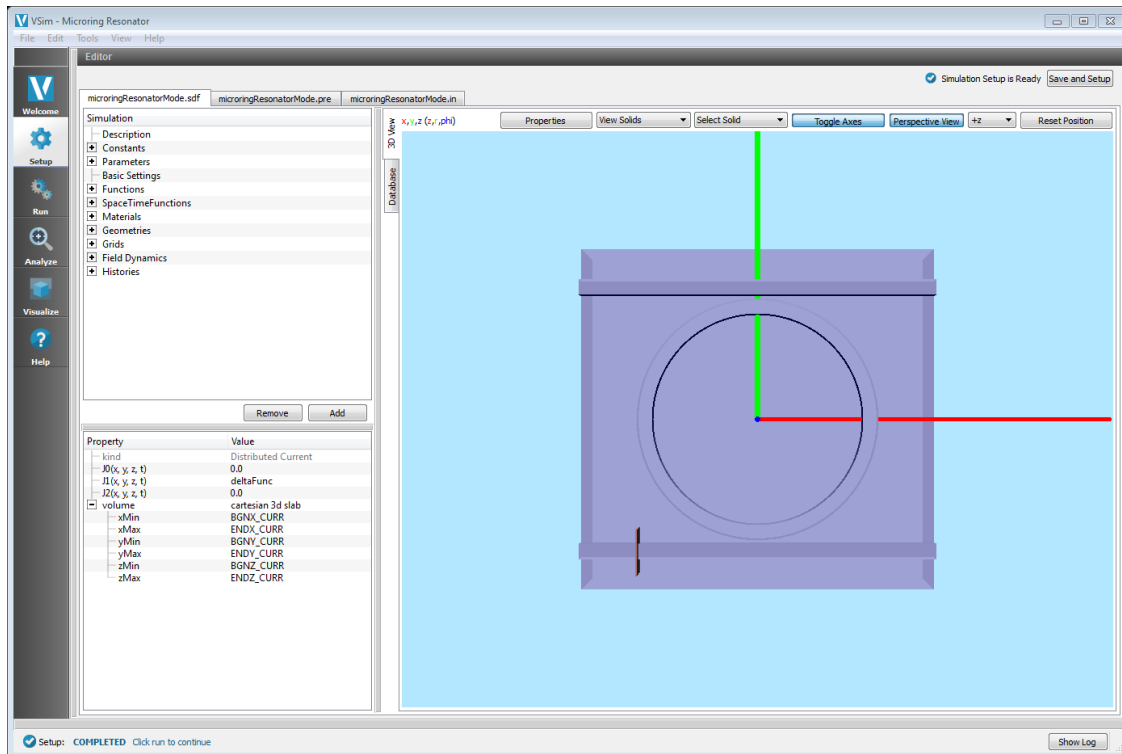 VSim - Microring Resonator
File Edit Tools View Help
Editor
Simulation Setup is Ready Save and Setup
Welcome
Setup
Run
Analyze
Visualize
Help
microringResonatorMode.sdf microringResonatorMode.pre microringResonatorMode.in
Simulation
Description
Constants
Parameters
Basic Settings
Functions
SpaceTimeFunctions
Materials
Geometries
Grids
Field Dynamics
Histories
Remove Add
Property Value
kind Distributed Current
J0(x, y, z, t) 0.0
J1(x, y, z, t) deltaFunc
J2(x, y, z, t) 0.0
volume cartesian 3d slab
xMin BGNX_CURR
xMax ENDX_CURR
yMin BGNY_CURR
yMax ENDY_CURR
zMin BGNZ_CURR
zMax ENDZ_CURR
3D View
Database
x,y,z (z,r,phi) Properties View Solids Select Solid Toggle Axes Perspective View +z Reset Position
Setup: COMPLETED Click run to continue Show Log